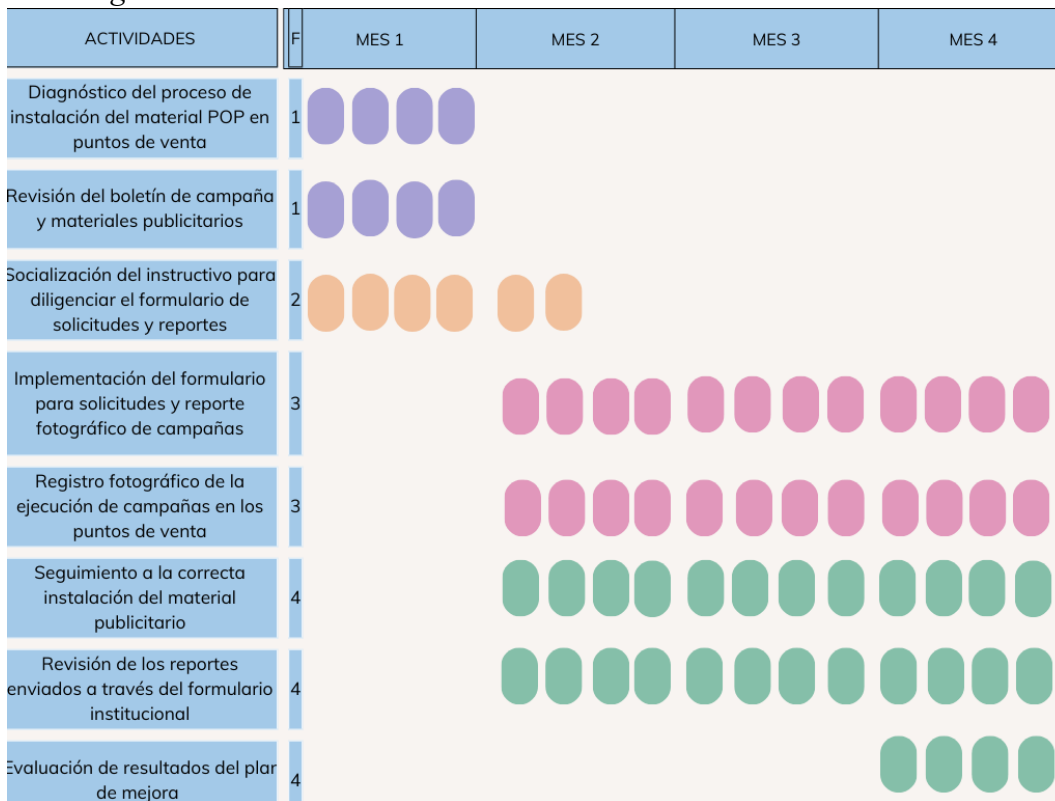 ACTIVIDADES F MES 1 MES 2 MES 3 MES 4
Diagnóstico del proceso de
instalación del material POP en
puntos de venta
1
Revisión del boletín de campaña
y materiales publicitarios
1
Socialización del instructivo para
diligenciar el formulario de
solicitudes y reportes
2
Implementación del formulario
para solicitudes y reporte
fotográfico de campañas
3
Registro fotográfico de la
ejecución de campañas en los
puntos de venta
3
Seguimiento a la correcta
instalación del material
publicitario
4
Revisión de los reportes
enviados a través del formulario
institucional
4
Evaluación de resultados del plan
de mejora
4